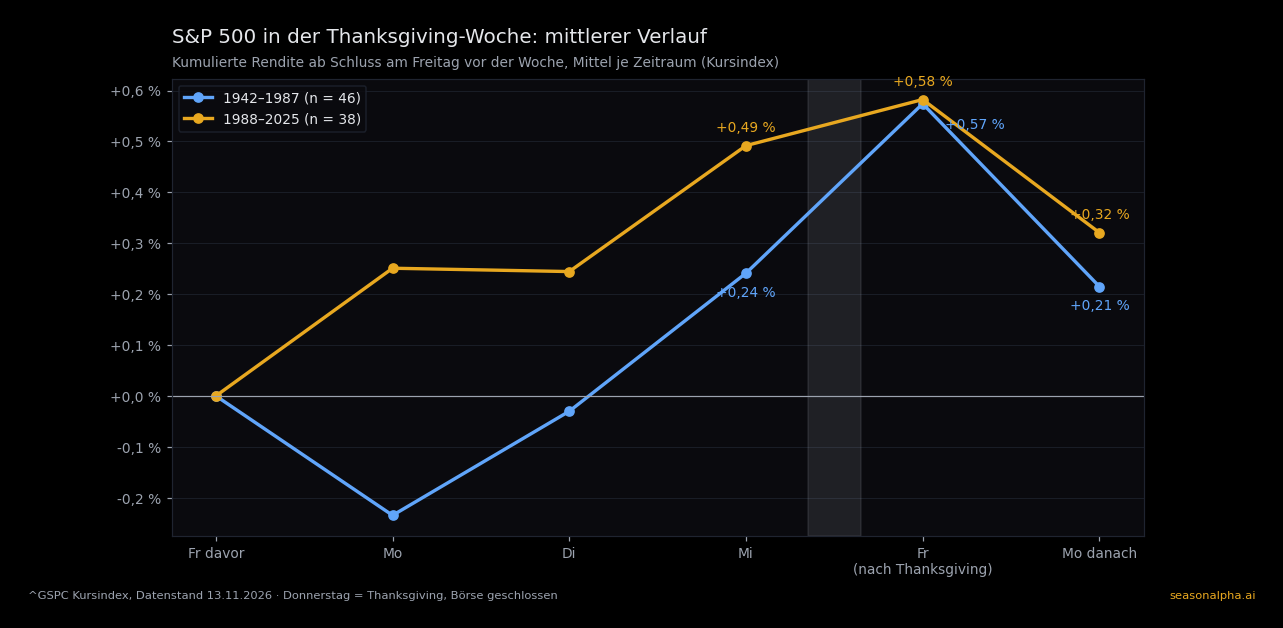 S&P 500 in der Thanksgiving-Woche: mittlerer Verlauf
Kumulierte Rendite ab Schluss am Freitag vor der Woche, Mittel je Zeitraum (Kursindex)
1942–1987 (n = 46)
1988–2025 (n = 38)
+0,6 %
+0,5 %
+0,4 %
+0,3 %
+0,2 %
+0,1 %
+0,0 %
-0,1 %
-0,2 %
+0,58 %
+0,57 %
+0,49 %
+0,32 %
+0,24 %
+0,21 %
Fr davor
Mo
Di
Mi
Fr
(nach Thanksgiving)
Mo danach
^GSPC Kursindex, Datenstand 13.11.2026 · Donnerstag = Thanksgiving, Börse geschlossen
seasonalpha.ai